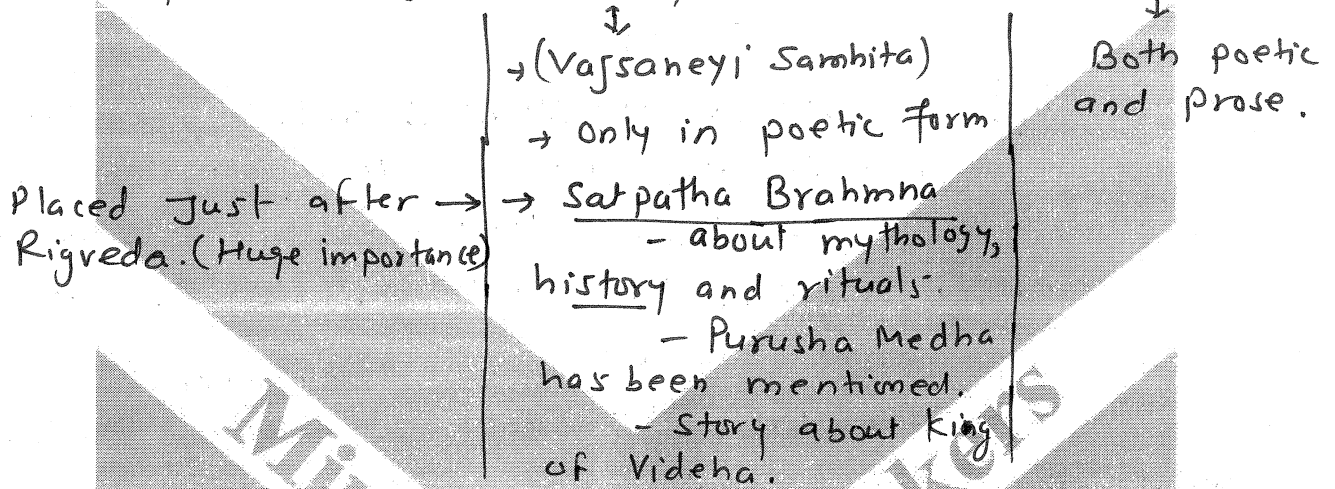 → (Vajsaneyi Samhita)
→ Only in poetic form
Placed Just after → → Satpatha Brahmna
Rigveda. (Huge importance)
- about mythology,
history and rituals.
- Purusha Medha
has been mentioned.
- Story about King
of Videha.
Both poetic
and prose.